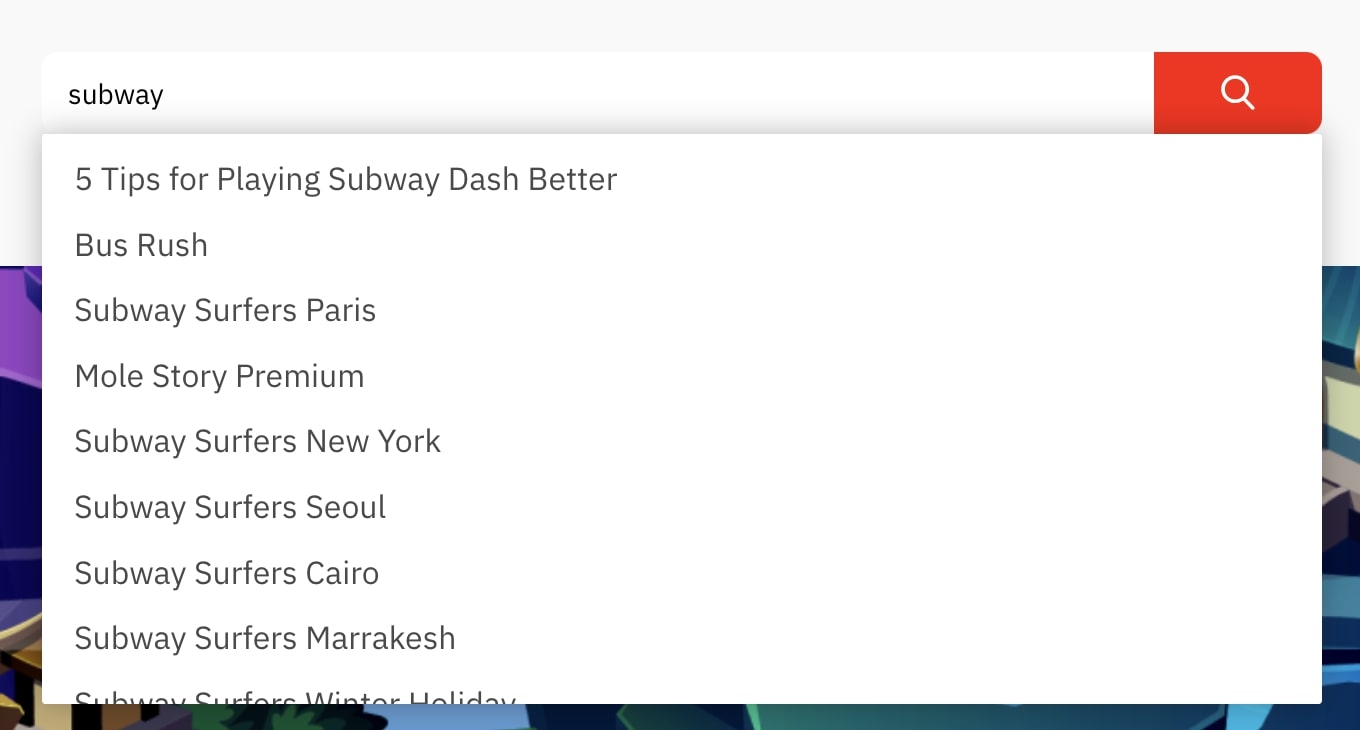 subway
5 Tips for Playing Subway Dash Better
Bus Rush
Subway Surfers Paris
Mole Story Premium
Subway Surfers New York
Subway Surfers Seoul
Subway Surfers Cairo
Subway Surfers Marrakesh
Subway Surfers Winter Holiday